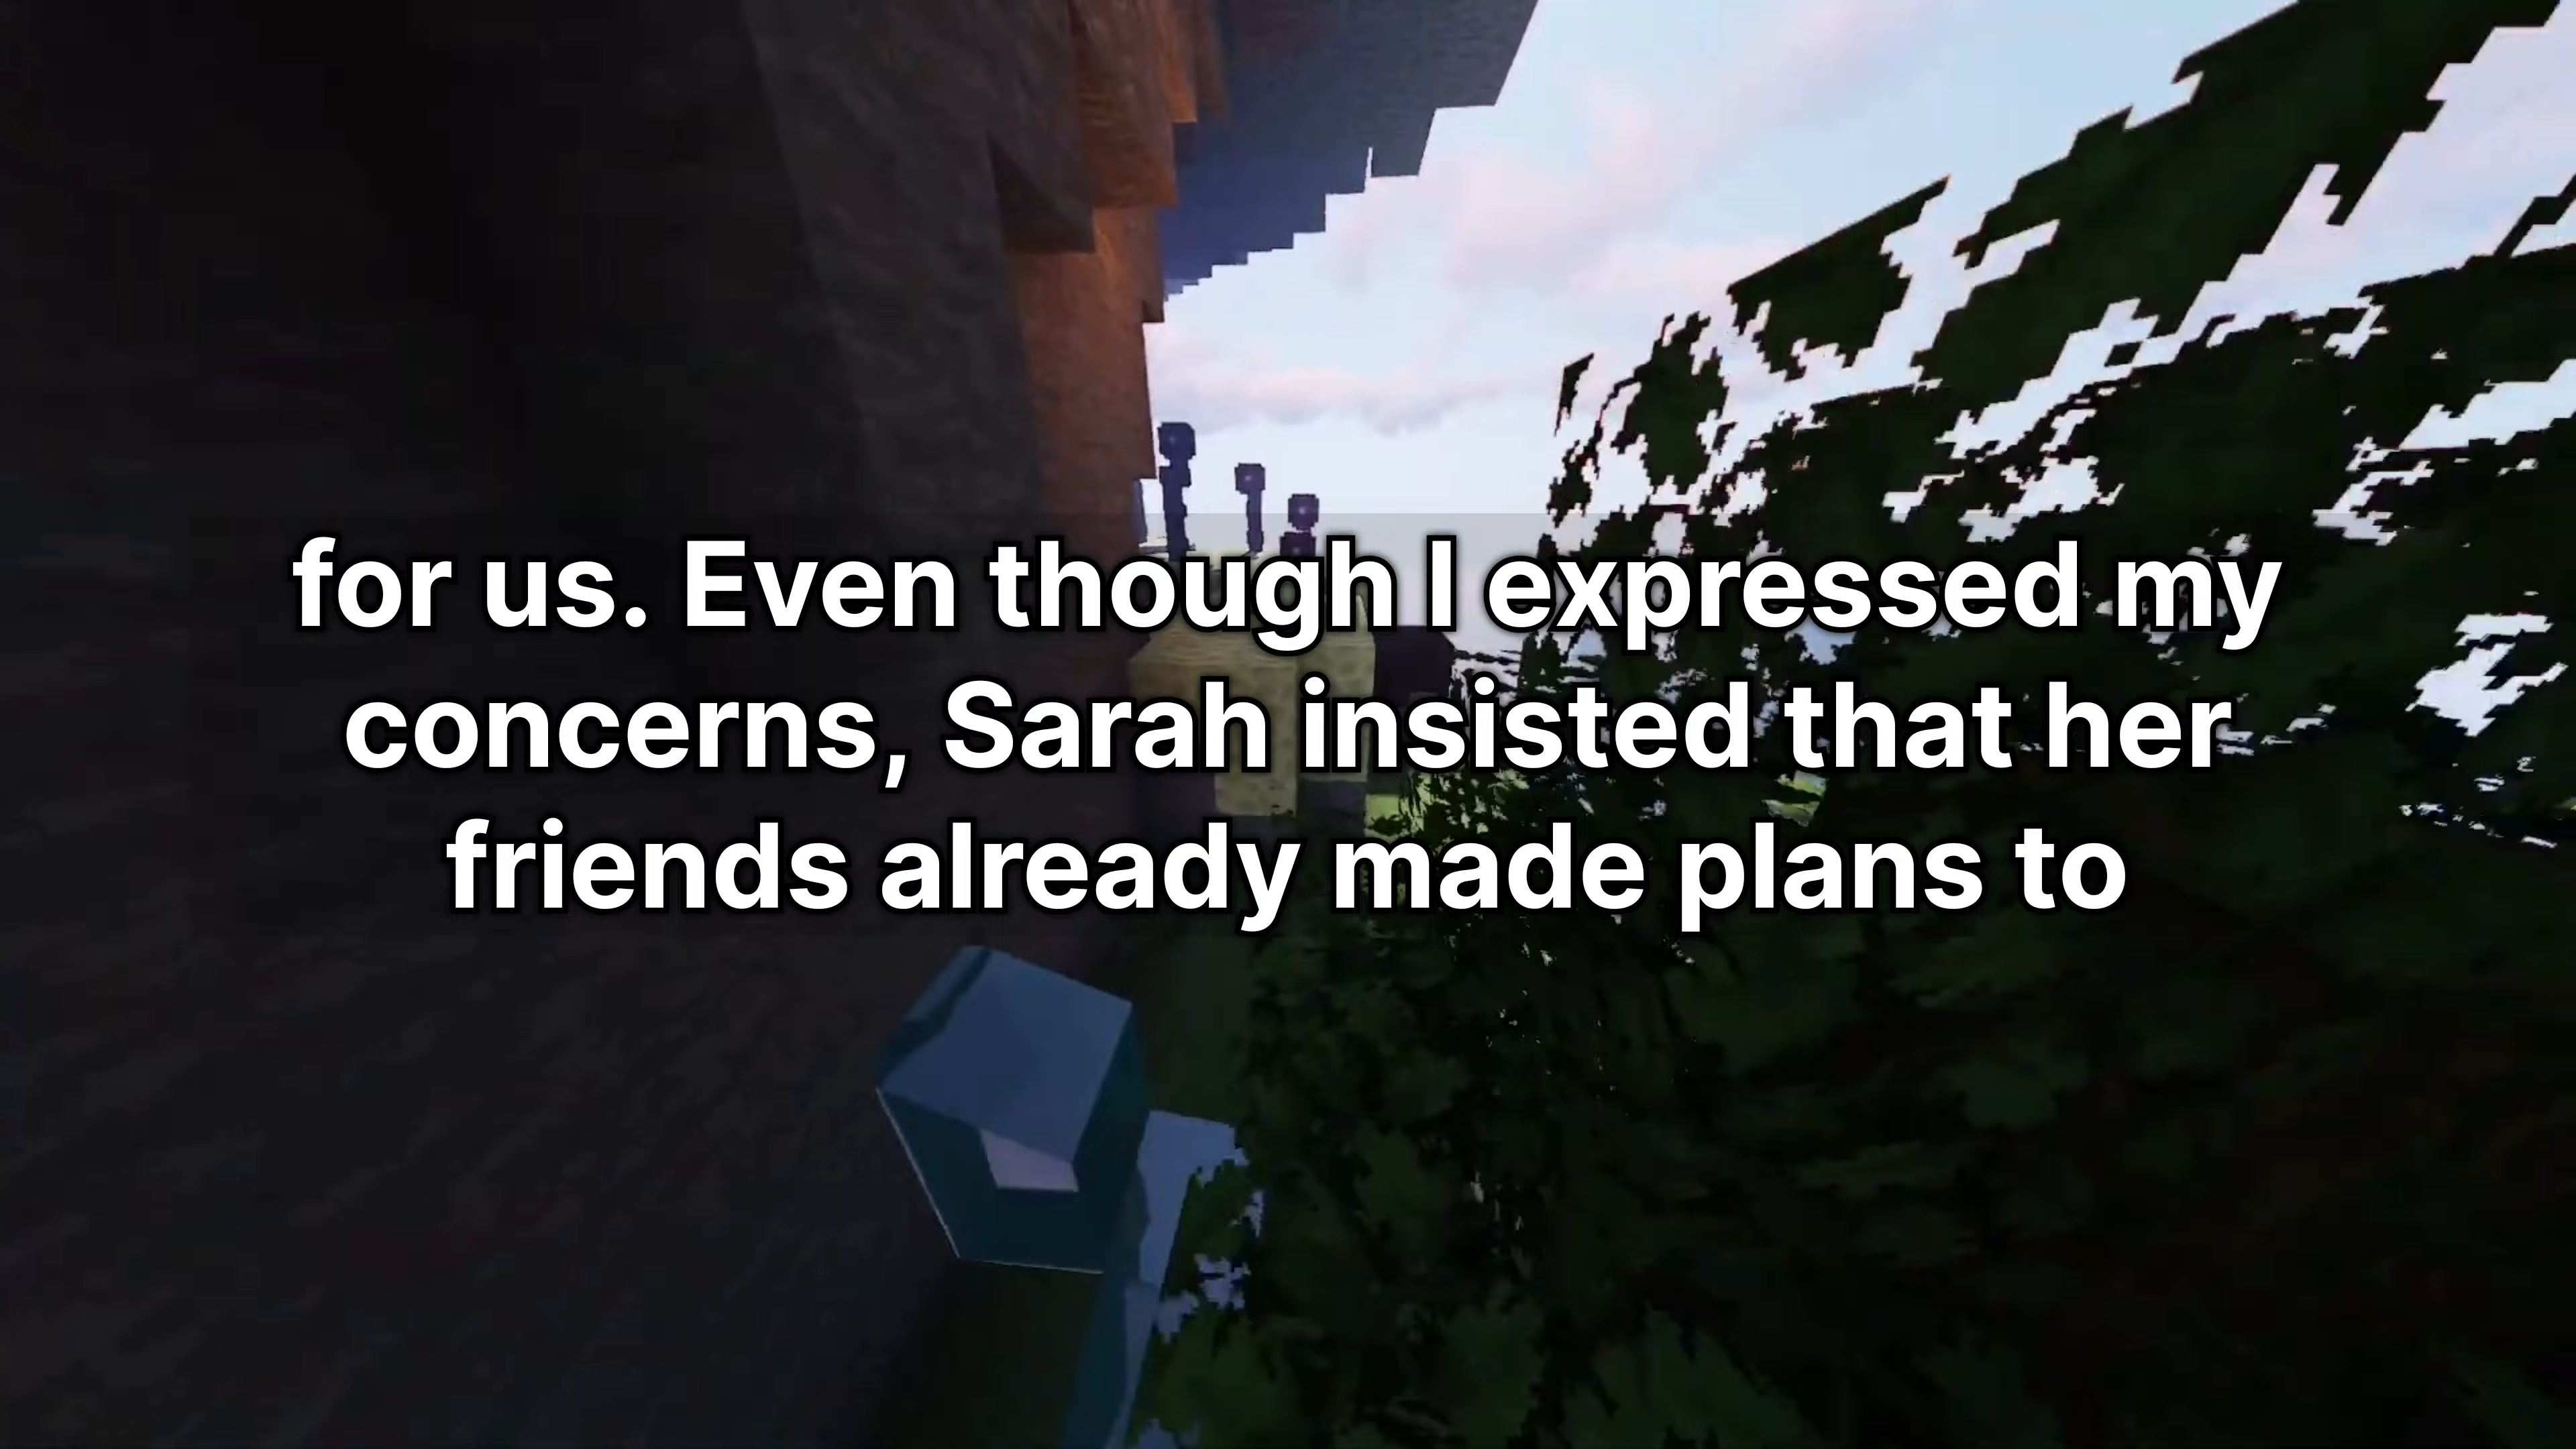 for us. Even though I expressed my
concerns, Sarah insisted that her
friends already made plans to